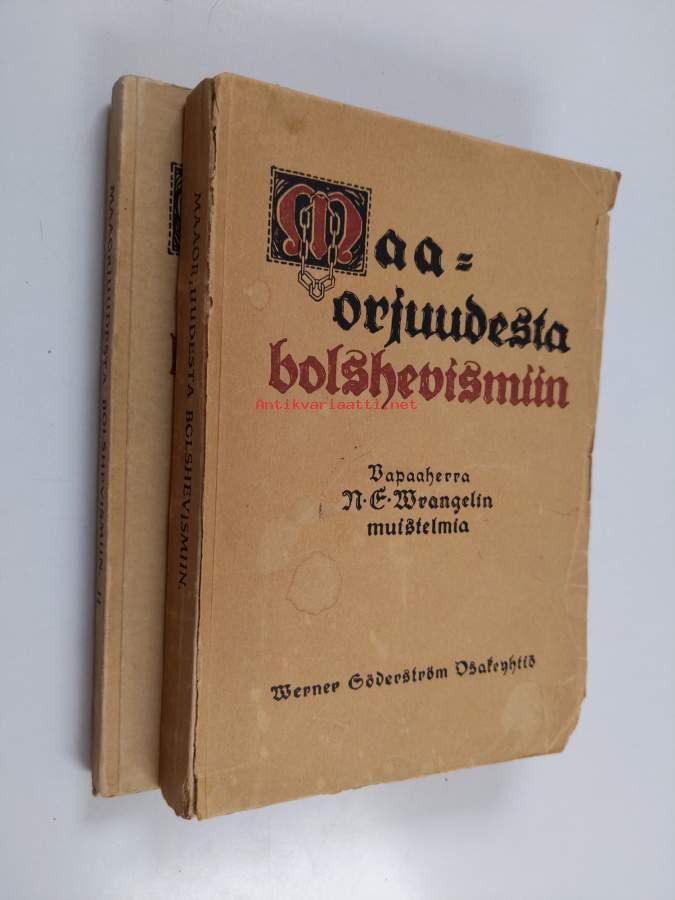 Maa=
orjuudesta
bolshevismiin
Antikvariaatti.net
Vapaaherra
N·E·Wrangelin
muistelmia
Werner Söderström Osakeyhtiö
MAAORJUUDESTA BOLSHEVISMIIN.
MAAORJUUDESTA BOLSHEVISMIIN. II